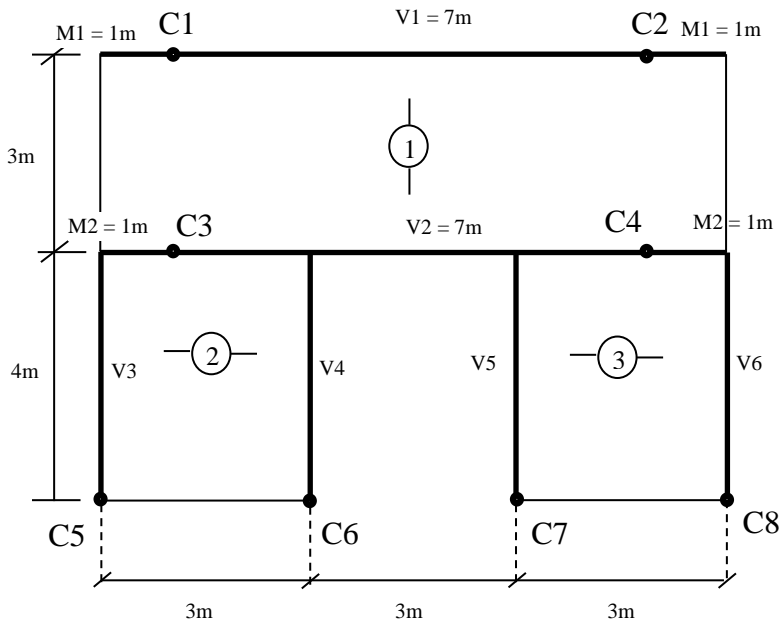 V1 = 7m
M1 = 1m
C1
C2
M1 = 1m
1
3m
M2 = 1m
C3
V2 = 7m
C4
M2 = 1m
2
3
4m
V3
V4
V5
V6
C5
C6
C7
C8
3m
3m
3m